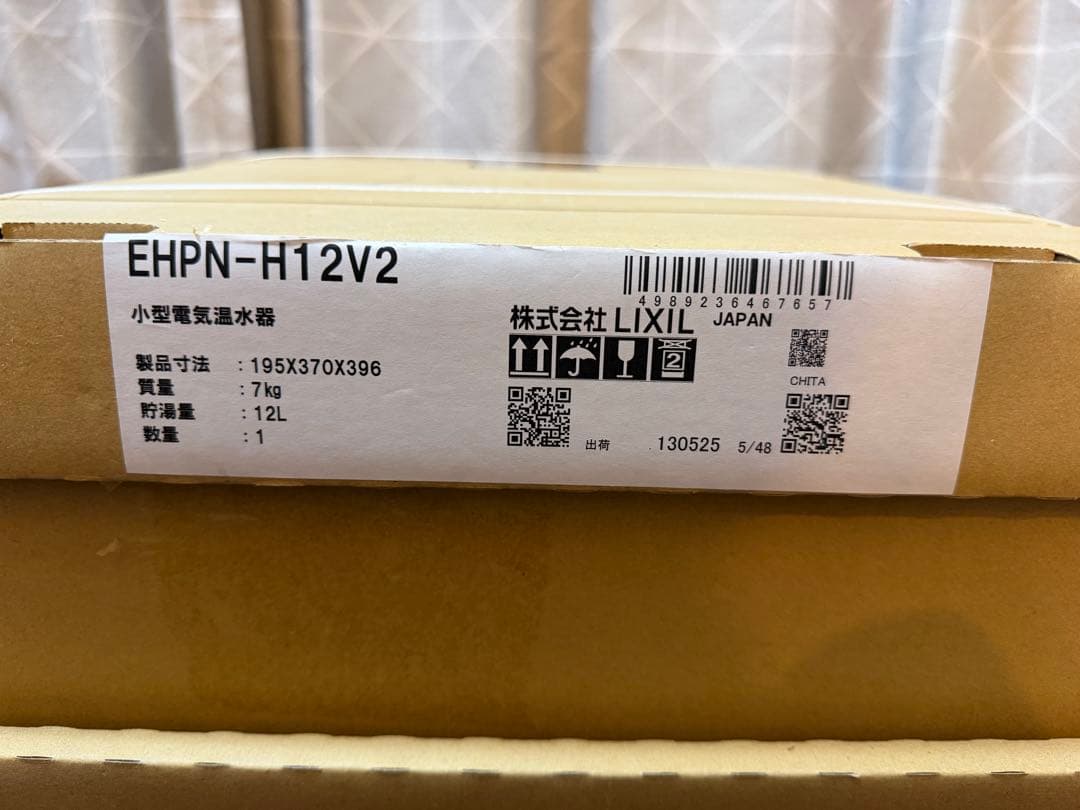 EHPN-H12V2
小型電気温水器
製品寸法 : 195X370X396
質量 : 7kg
貯湯量 : 12L
数量 : 1
4989236467657
株式会社 LIXIL JAPAN
2
CHITA
出荷 130525 5/48